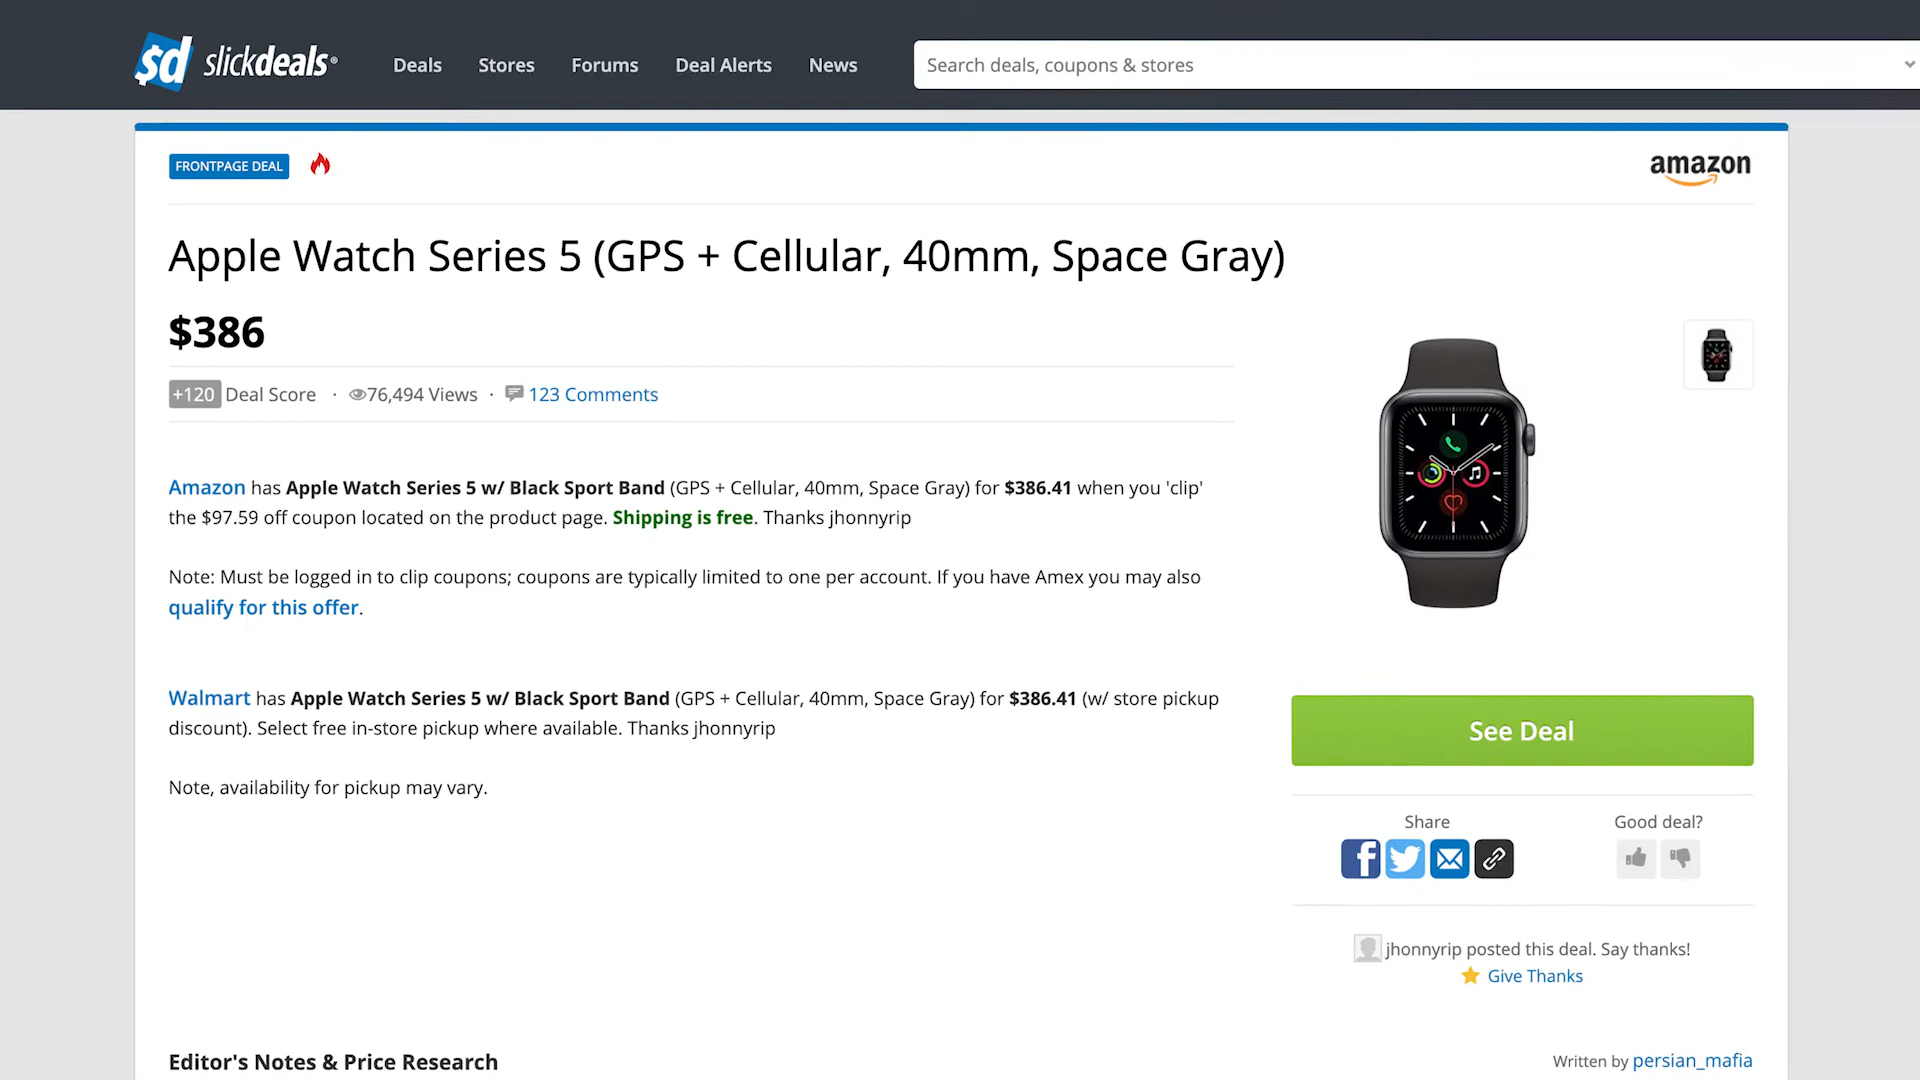 $d slickdeals®
Deals
Stores
Forums
Deal Alerts
News
Search deals, coupons & stores
FRONTPAGE DEAL
amazon
Apple Watch Series 5 (GPS + Cellular, 40mm, Space Gray)
$386
+120 Deal Score · 76,494 Views · 123 Comments
Amazon has Apple Watch Series 5 w/ Black Sport Band (GPS + Cellular, 40mm, Space Gray) for $386.41 when you 'clip'
the $97.59 off coupon located on the product page. Shipping is free. Thanks jhonnyrip
Note: Must be logged in to clip coupons; coupons are typically limited to one per account. If you have Amex you may also
qualify for this offer.
Walmart has Apple Watch Series 5 w/ Black Sport Band (GPS + Cellular, 40mm, Space Gray) for $386.41 (w/ store pickup
discount). Select free in-store pickup where available. Thanks jhonnyrip
Note, availability for pickup may vary.
See Deal
Share
Good deal?
jhonnyrip posted this deal. Say thanks!
Give Thanks
Editor's Notes & Price Research
Written by persian_mafia